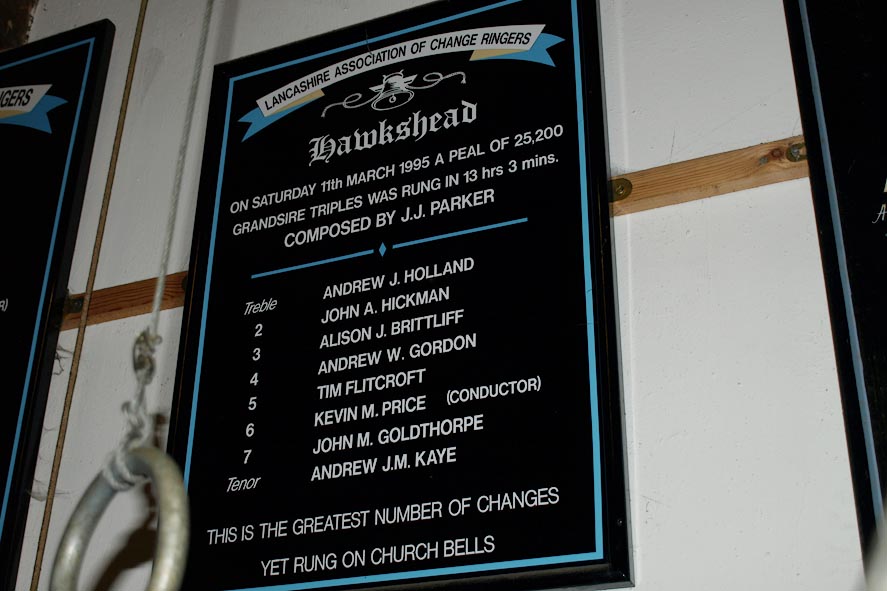 LANCASHIRE ASSOCIATION OF CHANGE RINGERS
Hawkshead
ON SATURDAY 11th MARCH 1995 A PEAL OF 25,200
GRANDSIRE TRIPLES WAS RUNG IN 13 hrs 3 mins.
COMPOSED BY J.J. PARKER
Treble ANDREW J. HOLLAND
2 JOHN A. HICKMAN
3 ALISON J. BRITTLIFF
4 ANDREW W. GORDON
5 TIM FLITCROFT
6 KEVIN M. PRICE (CONDUCTOR)
7 JOHN M. GOLDTHORPE
Tenor ANDREW J.M. KAYE
THIS IS THE GREATEST NUMBER OF CHANGES
YET RUNG ON CHURCH BELLS